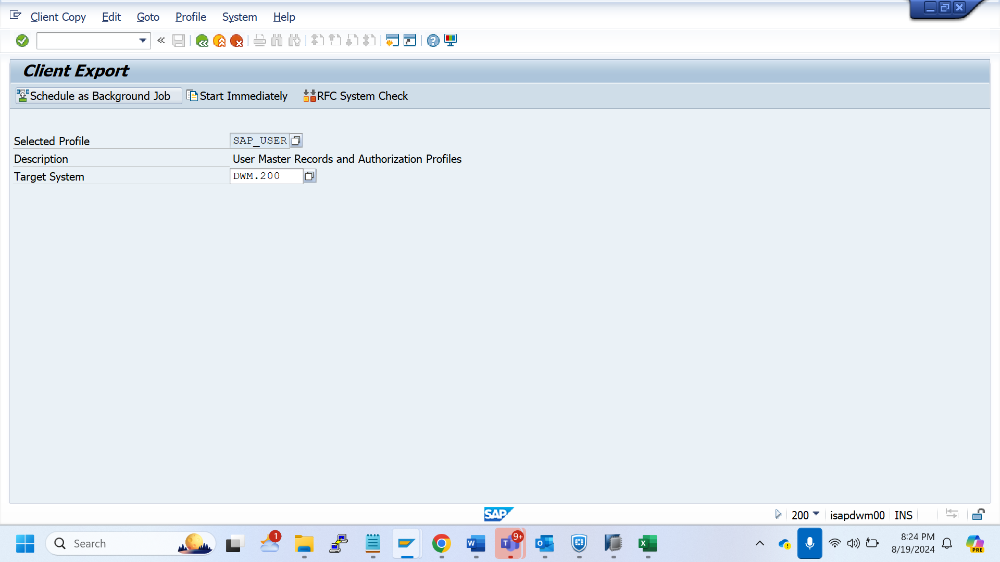 Client Copy Edit Goto Profile System Help
Client Export
Schedule as Background Job Start Immediately RFC System Check
Selected Profile SAP_USER
Description User Master Records and Authorization Profiles
Target System DWM.200
SAP 200 isapdwm00 INS
Search 1 9+ 8:24 PM
8/19/2024
PRE